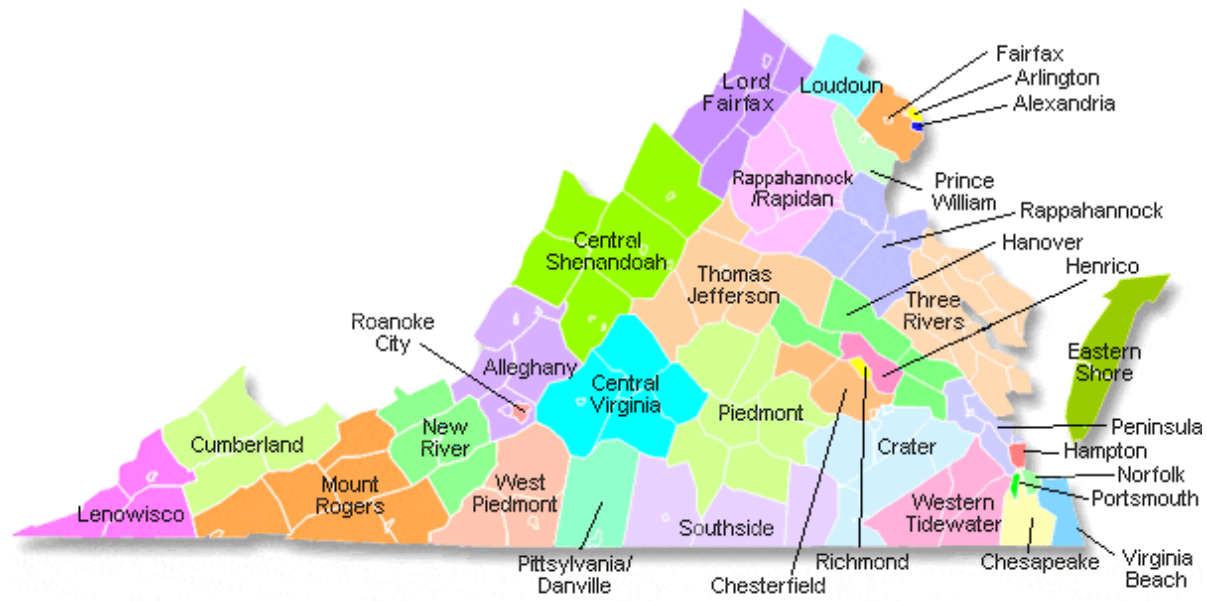 Fairfax
Arlington
Alexandria
Lord
Fairfax
Loudoun
Rappahannock
/Rapidan
Prince
William
Rappahannock
Hanover
Henrico
Central
Shenandoah
Thomas
Jefferson
Three
Rivers
Roanoke
City
Alleghany
Eastern
Shore
Central
Virginia
Piedmont
Cumberland
New
River
Crater
Peninsula
Hampton
Norfolk
Portsmouth
Mount
Rogers
West
Piedmont
Lenowisco
Southside
Western
Tidewater
Pittsylvania/
Danville
Chesterfield
Richmond
Chesapeake
Virginia
Beach